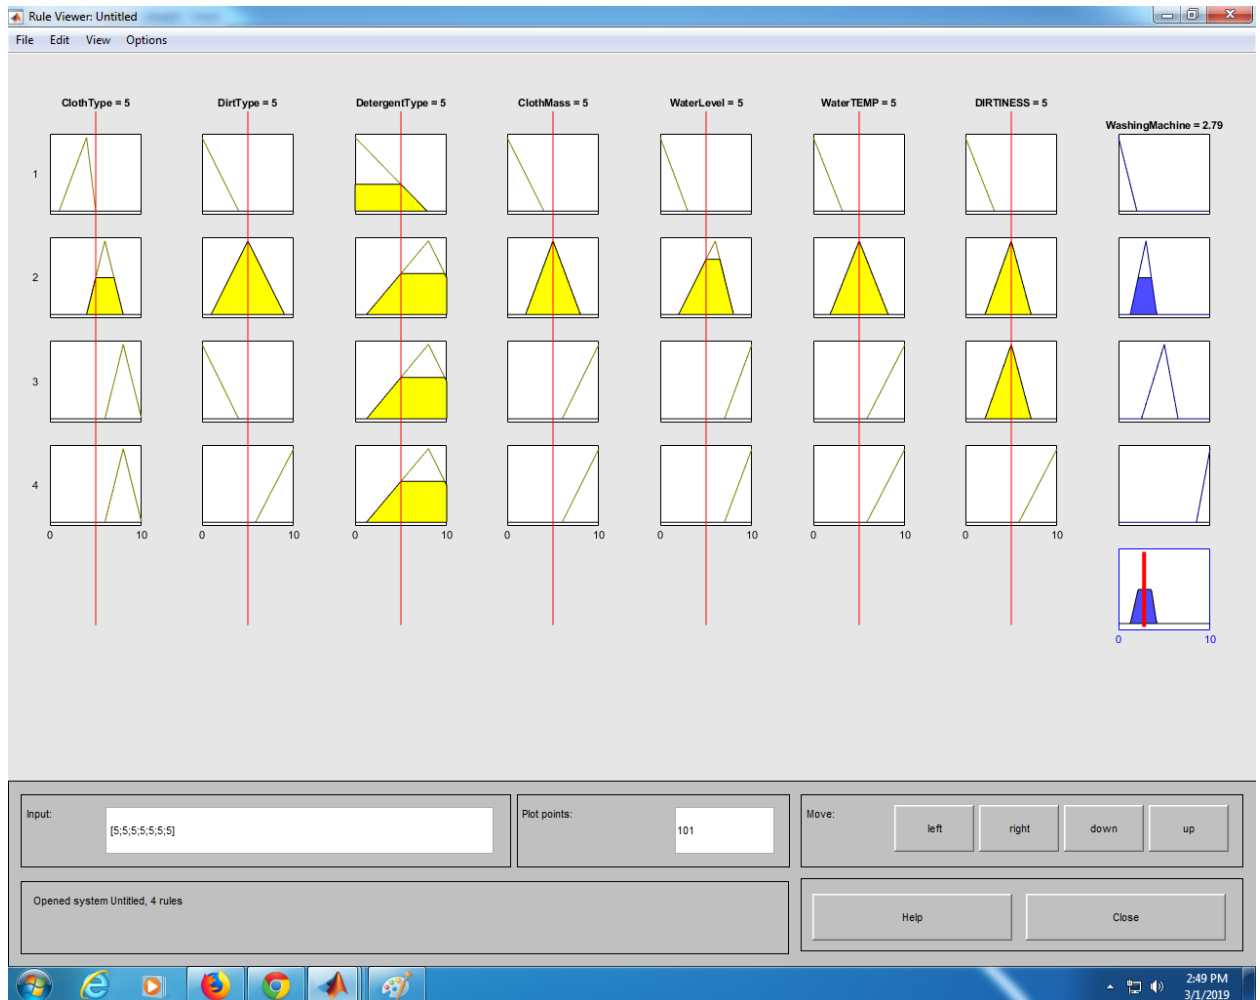 Rule Viewer: Untitled
File Edit View Options
ClothType = 5 DirtType = 5 DetergentType = 5 ClothMass = 5 WaterLevel = 5 WaterTEMP = 5 DIRTINESS = 5
WashingMachine = 2.79
1
2
3
4
0 10 0 10 0 10 0 10 0 10 0 10 0 10
0 10
Input:
[5;5;5;5;5;5;5]
Plot points:
101
Move:
left right down up
Opened system Untitled, 4 rules
Help Close
2:49 PM
3/1/2019